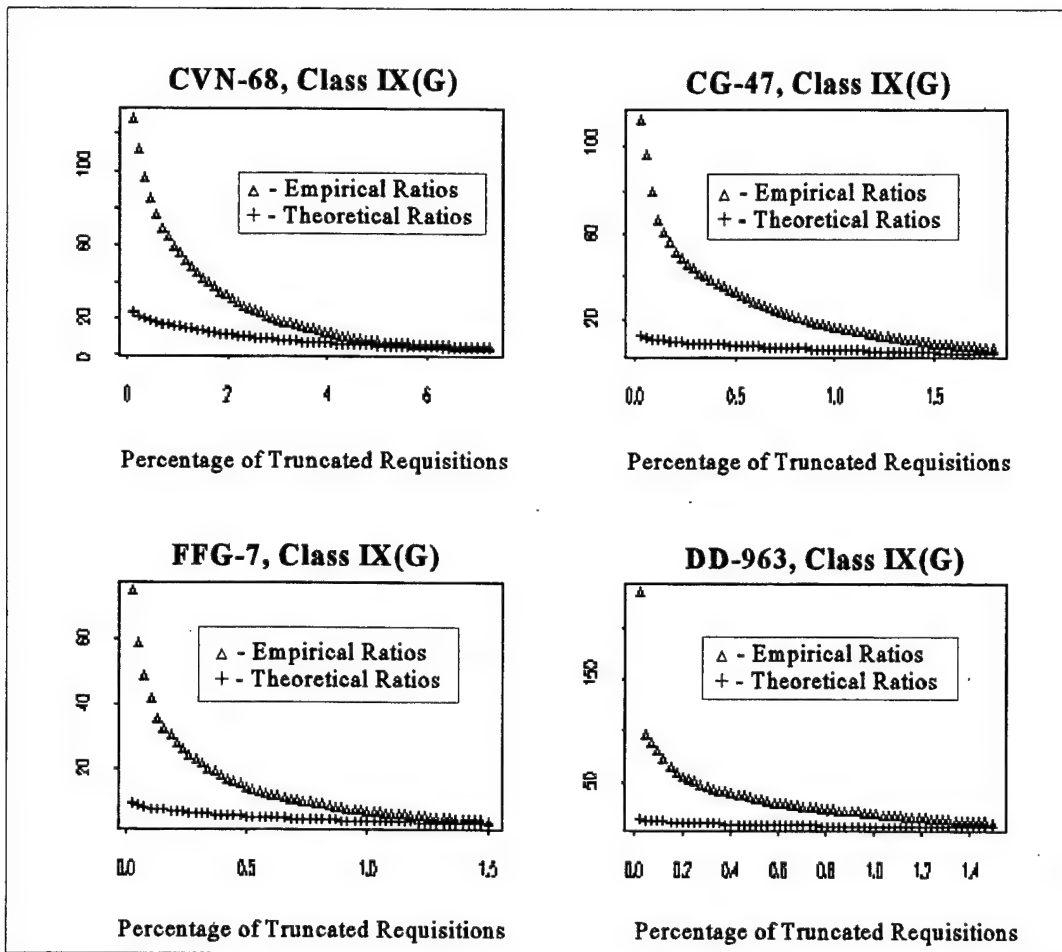 CVN-68, Class IX(G)
100
60
20
0
△ - Empirical Ratios
+ - Theoretical Ratios
0 2 4 6
Percentage of Truncated Requisitions
CG-47, Class IX(G)
100
60
20
△ - Empirical Ratios
+ - Theoretical Ratios
0.0 0.5 1.0 1.5
Percentage of Truncated Requisitions
FFG-7, Class IX(G)
60
40
20
△ - Empirical Ratios
+ - Theoretical Ratios
0.0 0.5 1.0 1.5
Percentage of Truncated Requisitions
DD-963, Class IX(G)
150
50
△ - Empirical Ratios
+ - Theoretical Ratios
0.0 0.2 0.4 0.6 0.8 1.0 1.2 1.4
Percentage of Truncated Requisitions